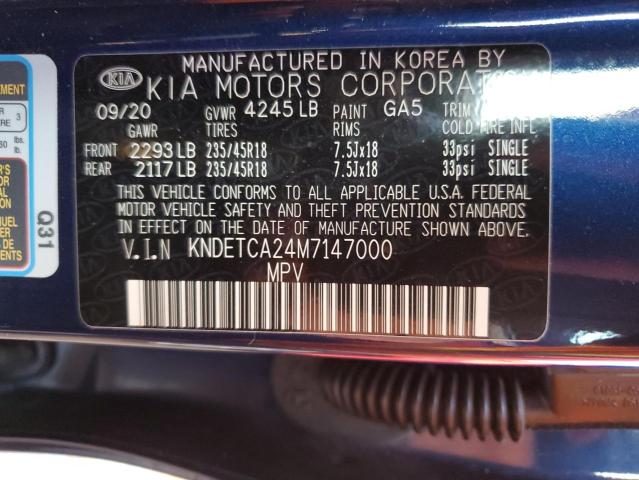 MANUFACTURED IN KOREA BY
KIA KIA MOTORS CORPORAT
09/20 GVWR 4245 LB PAINT GA5 TRIM
GAWR TIRES RIMS COLD TIRE INFL
FRONT 2293 LB 235/45R18 7.5Jx18 33psi SINGLE
REAR 2117 LB 235/45R18 7.5Jx18 33psi SINGLE
THIS VEHICLE CONFORMS TO ALL APPLICABLE U.S.A. FEDERAL
MOTOR VEHICLE SAFETY AND THEFT PREVENTION STANDARDS
IN EFFECT ON THE DATE OF MANUFACTURE SHOWN ABOVE.
V.I.N KNDETCA24M7147000
MPV
Q31
3
lbs.
lb.